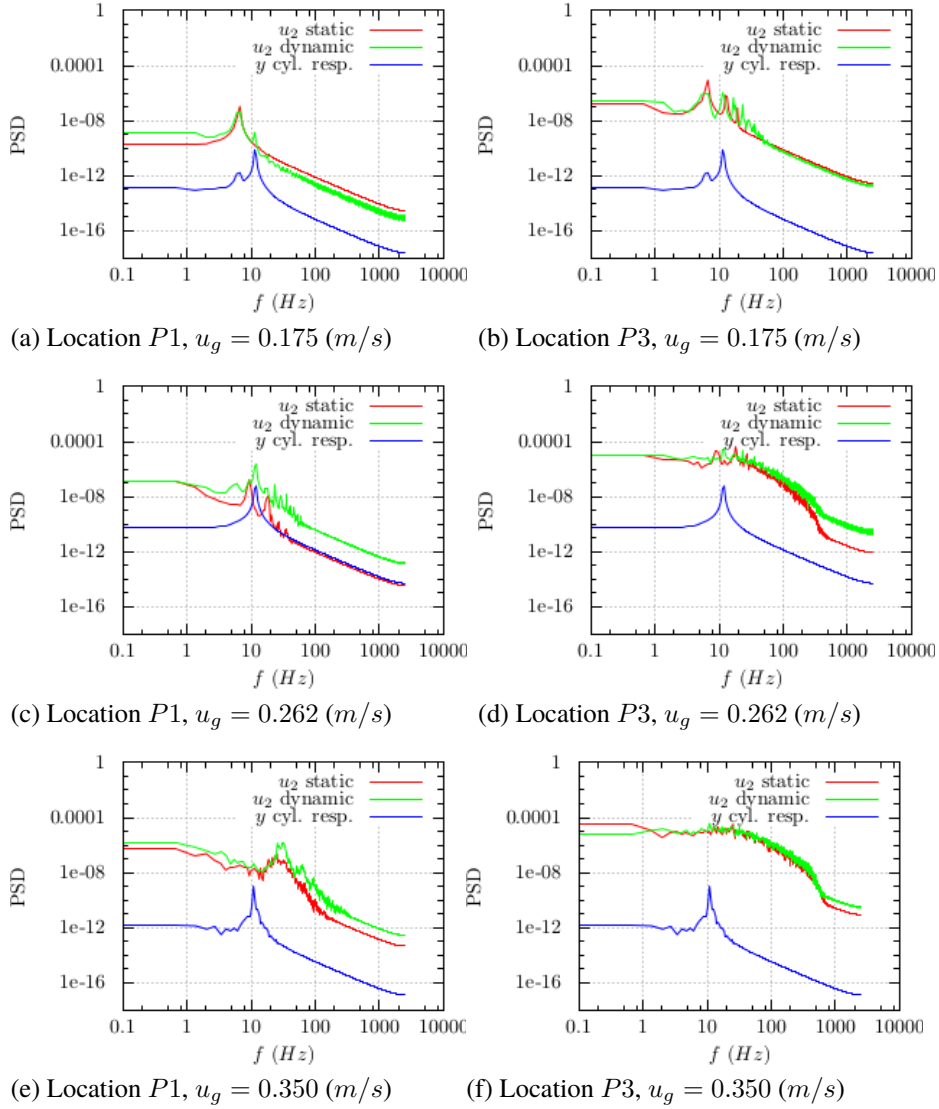 1
0.0001
1e-08
1e-12
1e-16
PSD
u₂ static
u₂ dynamic
y cyl. resp.
0.1 1 10 100 1000 10000
f (Hz)
(a) Location P1, u_g = 0.175 (m/s)
1
0.0001
1e-08
1e-12
1e-16
PSD
u₂ static
u₂ dynamic
y cyl. resp.
0.1 1 10 100 1000 10000
f (Hz)
(b) Location P3, u_g = 0.175 (m/s)
1
0.0001
1e-08
1e-12
1e-16
PSD
u₂ static
u₂ dynamic
y cyl. resp.
0.1 1 10 100 1000 10000
f (Hz)
(c) Location P1, u_g = 0.262 (m/s)
1
0.0001
1e-08
1e-12
1e-16
PSD
u₂ static
u₂ dynamic
y cyl. resp.
0.1 1 10 100 1000 10000
f (Hz)
(d) Location P3, u_g = 0.262 (m/s)
1
0.0001
1e-08
1e-12
1e-16
PSD
u₂ static
u₂ dynamic
y cyl. resp.
0.1 1 10 100 1000 10000
f (Hz)
(e) Location P1, u_g = 0.350 (m/s)
1
0.0001
1e-08
1e-12
1e-16
PSD
u₂ static
u₂ dynamic
y cyl. resp.
0.1 1 10 100 1000 10000
f (Hz)
(f) Location P3, u_g = 0.350 (m/s)